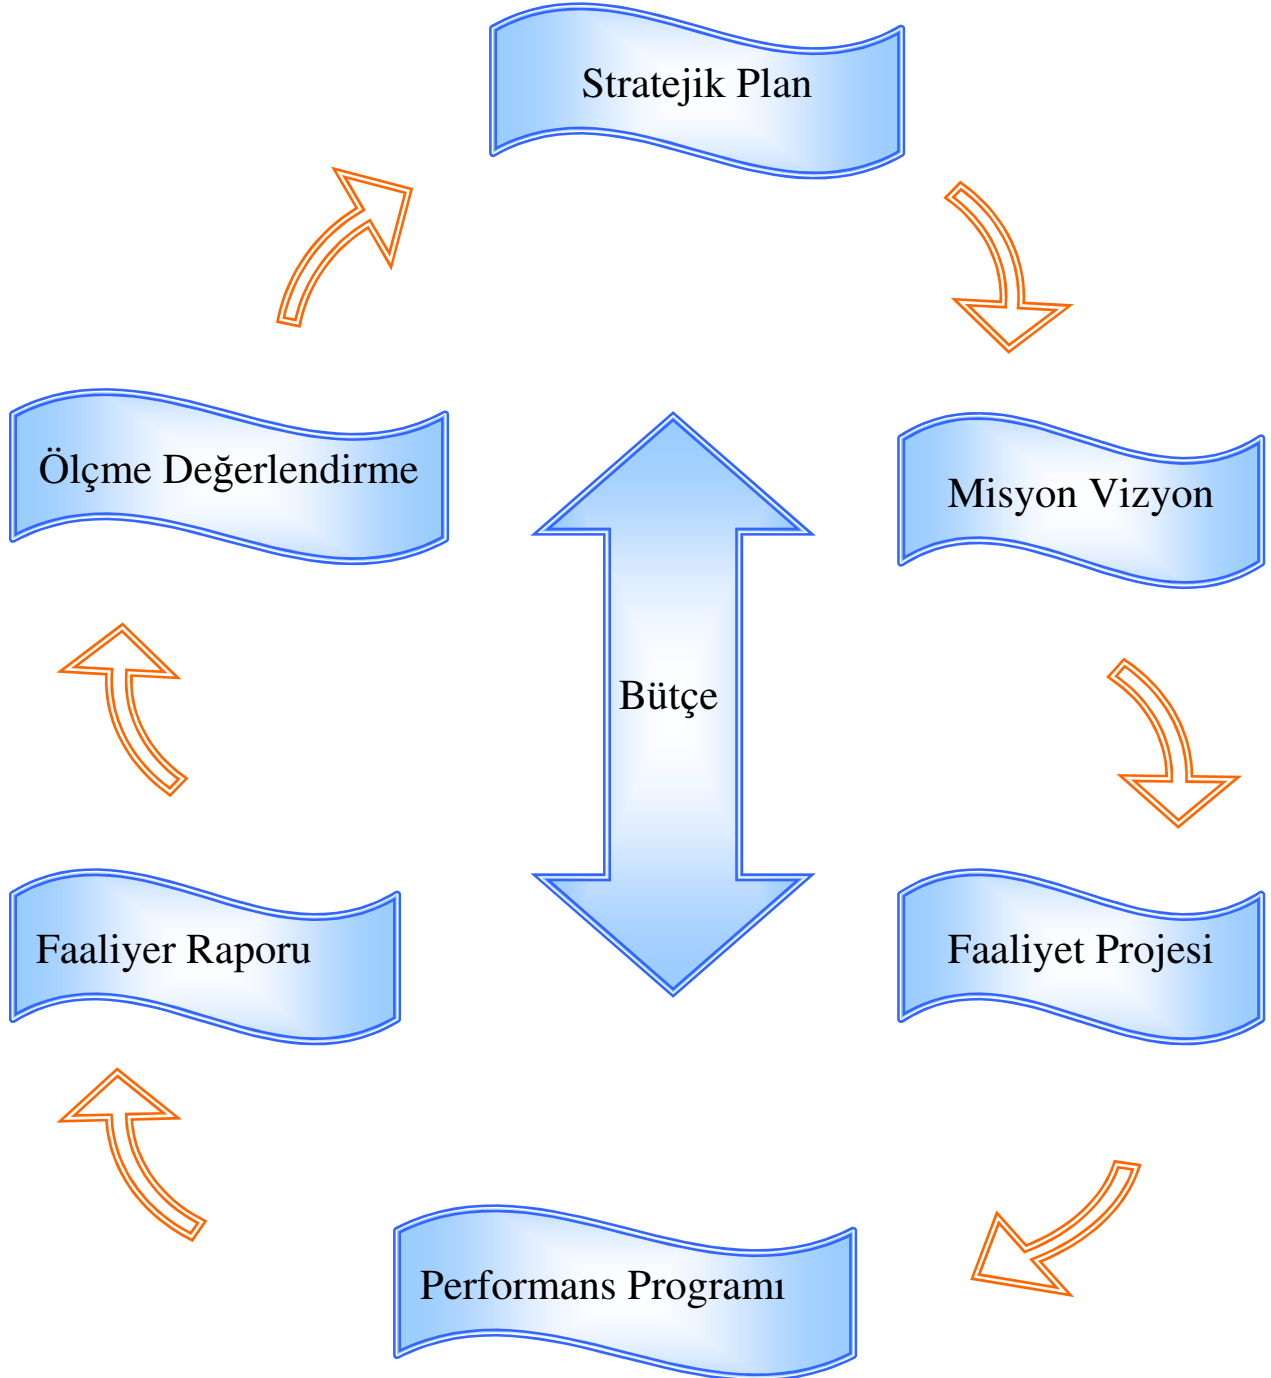 Stratejik Plan
Ölçme Değerlendirme
Misyon Vizyon
Bütçe
Faaliyer Raporu
Faaliyet Projesi
Performans Programı